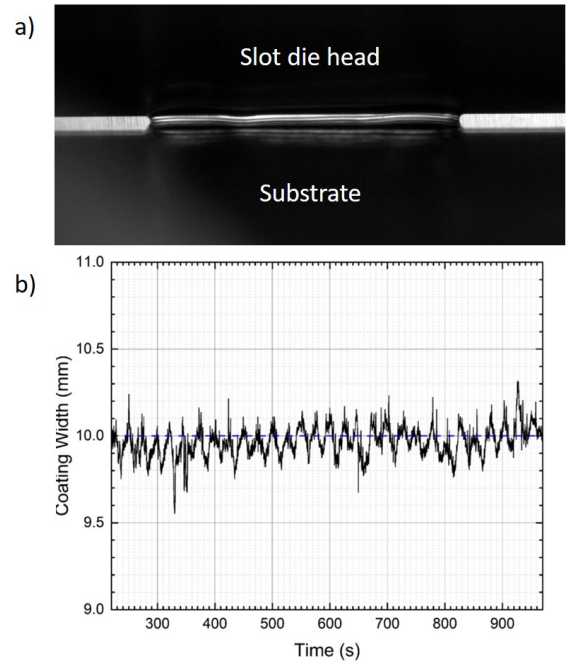 a)
Slot die head
Substrate
b)
11.0
10.5
10.0
9.5
9.0
Coating Width (mm)
300 400 500 600 700 800 900
Time (s)